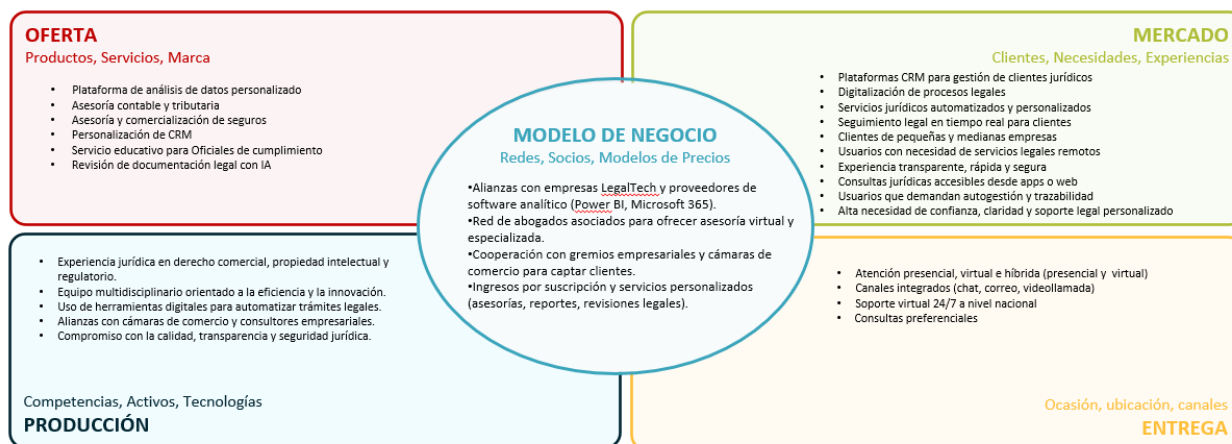 OFERTA
Productos, Servicios, Marca
• Plataforma de análisis de datos personalizado
• Asesoría contable y tributaria
• Asesoría y comercialización de seguros
• Personalización de CRM
• Servicio educativo para Oficiales de cumplimiento
• Revisión de documentación legal con IA
MERCADO
Clientes, Necesidades, Experiencias
• Plataformas CRM para gestión de clientes jurídicos
• Digitalización de procesos legales
• Servicios jurídicos automatizados y personalizados
• Seguimiento legal en tiempo real para clientes
• Clientes de pequeñas y medianas empresas
• Usuarios con necesidad de servicios legales remotos
• Experiencia transparente, rápida y segura
• Consultas jurídicas accesibles desde apps o web
• Usuarios que demandan autogestión y trazabilidad
• Alta necesidad de confianza, claridad y soporte legal personalizado
MODELO DE NEGOCIO
Redes, Socios, Modelos de Precios
•Alianzas con empresas LegalTech y proveedores de
software analítico (Power BI, Microsoft 365).
•Red de abogados asociados para ofrecer asesoría virtual y
especializada.
•Cooperación con gremios empresariales y cámaras de
comercio para captar clientes.
•Ingresos por suscripción y servicios personalizados
(asesorías, reportes, revisiones legales).
• Experiencia jurídica en derecho comercial, propiedad intelectual y
regulatorio.
• Equipo multidisciplinario orientado a la eficiencia y la innovación.
• Uso de herramientas digitales para automatizar trámites legales.
• Alianzas con cámaras de comercio y consultores empresariales.
• Compromiso con la calidad, transparencia y seguridad jurídica.
Competencias, Activos, Tecnologías
PRODUCCIÓN
• Atención presencial, virtual e híbrida (presencial y virtual)
• Canales integrados (chat, correo, videollamada)
• Soporte virtual 24/7 a nivel nacional
• Consultas preferenciales
Ocasión, ubicación, canales
ENTREGA